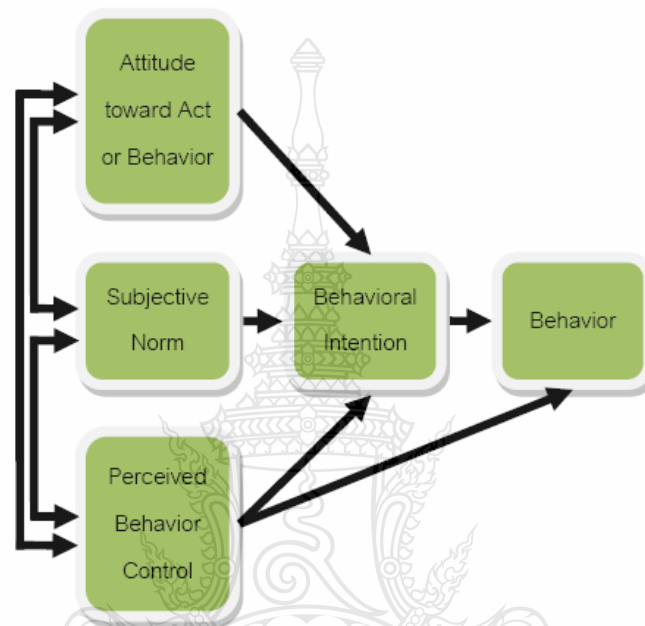 Attitude
toward Act
or Behavior
Subjective
Norm
Behavioral
Intention
Behavior
Perceived
Behavior
Control